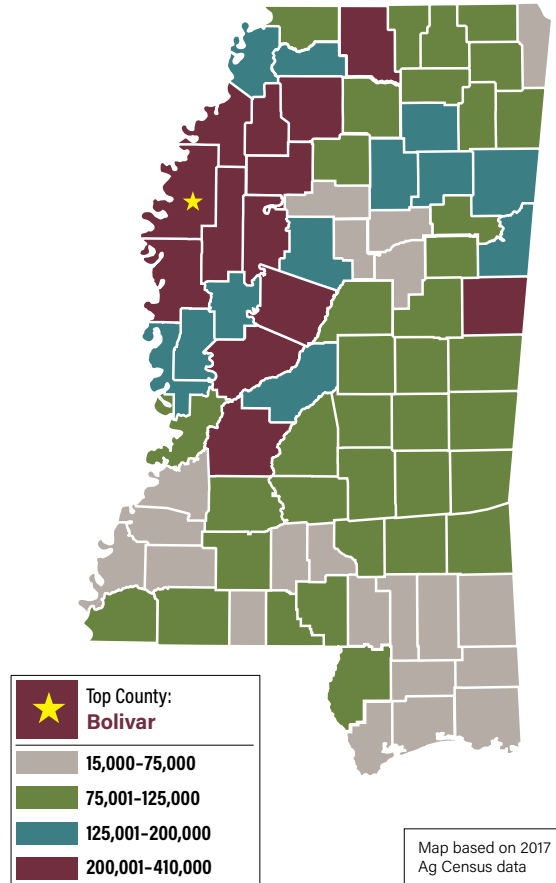 Top County:
Bolivar
15,000–75,000
75,001–125,000
125,001–200,000
200,001–410,000
Map based on 2017
Ag Census data